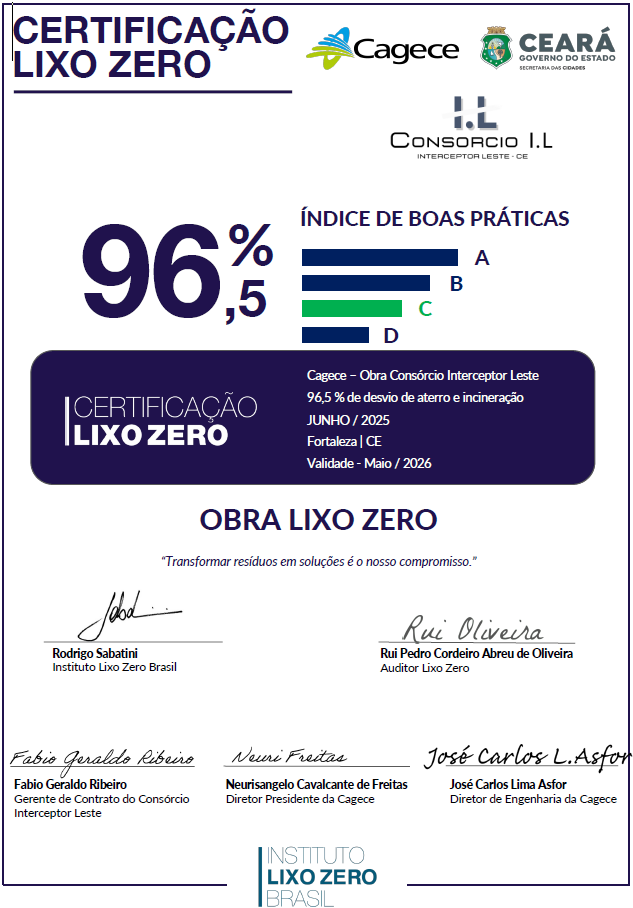 CERTIFICAÇÃO
LIXO ZERO
Cagece
CEARÁ
GOVERNO DO ESTADO
SECRETARIA DAS CIDADES
I.L
CONSORCIO I.L
INTERCEPTOR LESTE - CE
96,5%
ÍNDICE DE BOAS PRÁTICAS
A
B
C
D
CERTIFICAÇÃO
LIXO ZERO
Cagece – Obra Consórcio Interceptor Leste
96,5 % de desvio de aterro e incineração
JUNHO / 2025
Fortaleza | CE
Validade - Maio / 2026
OBRA LIXO ZERO
“Transformar resíduos em soluções é o nosso compromisso.”
Rodrigo Sabatini
Instituto Lixo Zero Brasil
Rui Oliveira
Rui Pedro Cordeiro Abreu de Oliveira
Auditor Lixo Zero
Fabio Geraldo Ribeiro
Fabio Geraldo Ribeiro
Gerente de Contrato do Consórcio
Interceptor Leste
Neuri Freitas
Neurisangelo Cavalcante de Freitas
Diretor Presidente da Cagece
José Carlos L.Asfor
José Carlos Lima Asfor
Diretor de Engenharia da Cagece
INSTITUTO
LIXO ZERO
BRASIL